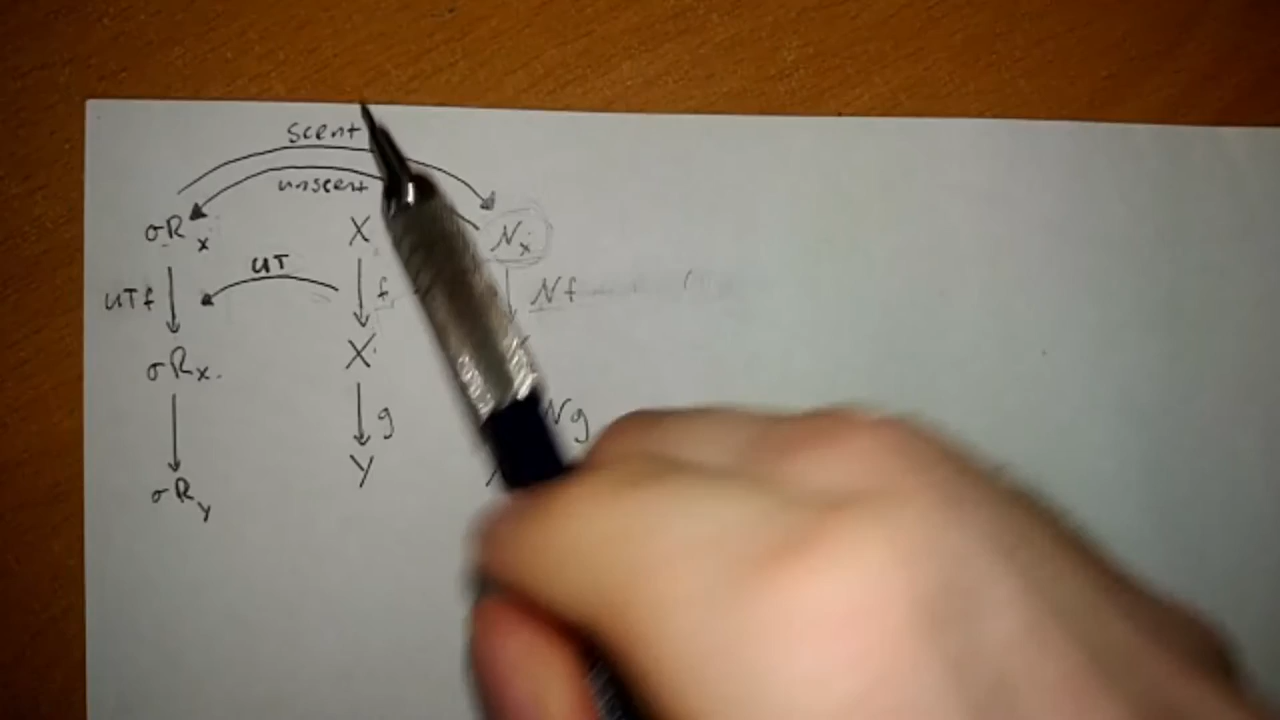 scent
unscent
σR_x X N_x
UT
UTf f Nf
σR_x X
g Ng
σR_y Y